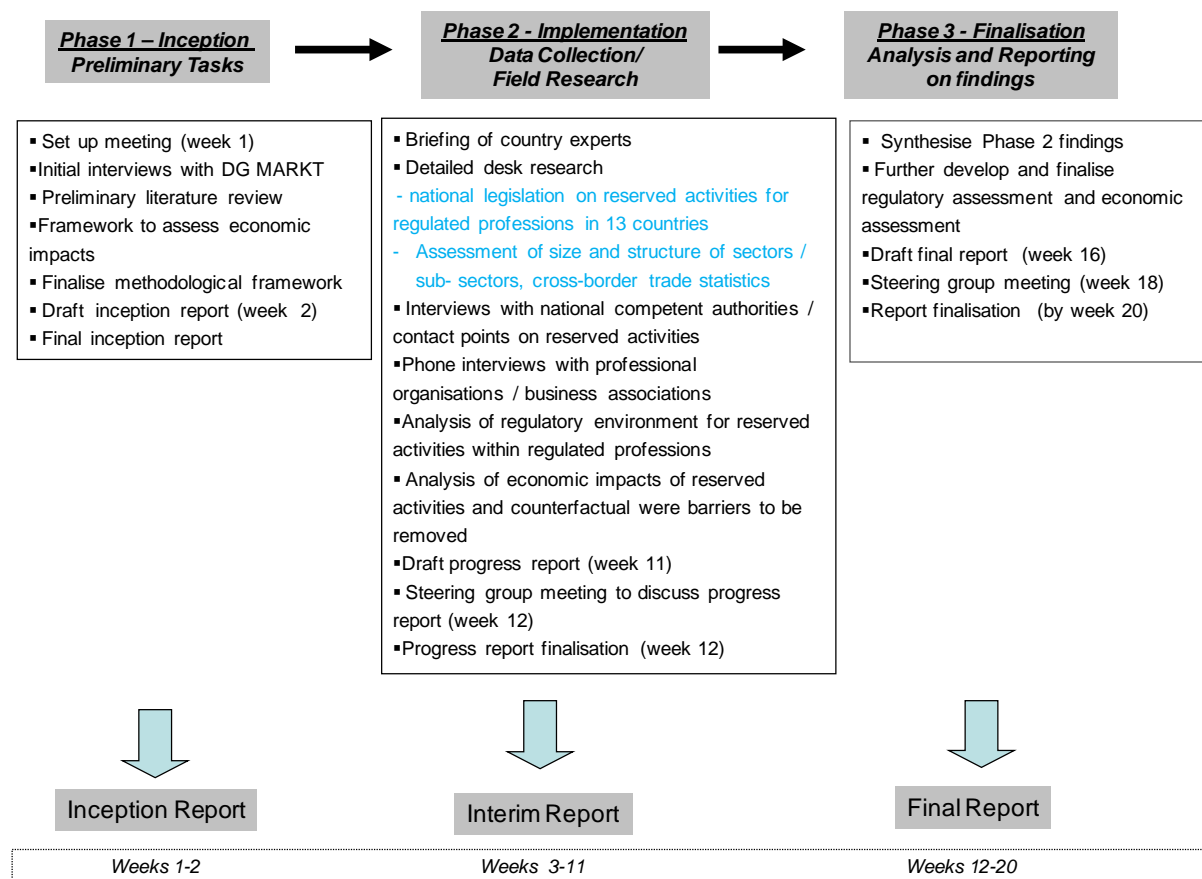 Phase 1 – Inception
Preliminary Tasks
Phase 2 - Implementation
Data Collection/
Field Research
Phase 3 - Finalisation
Analysis and Reporting
on findings
▪ Set up meeting (week 1)
▪Initial interviews with DG MARKT
▪ Preliminary literature review
▪Framework to assess economic
impacts
▪ Finalise methodological framework
▪ Draft inception report (week 2)
▪ Final inception report
▪ Briefing of country experts
▪ Detailed desk research
- national legislation on reserved activities for
regulated professions in 13 countries
- Assessment of size and structure of sectors /
sub- sectors, cross-border trade statistics
▪ Interviews with national competent authorities /
contact points on reserved activities
▪Phone interviews with professional
organisations / business associations
▪Analysis of regulatory environment for reserved
activities within regulated professions
▪ Analysis of economic impacts of reserved
activities and counterfactual were barriers to be
removed
▪Draft progress report (week 11)
▪ Steering group meeting to discuss progress
report (week 12)
▪Progress report finalisation (week 12)
▪ Synthesise Phase 2 findings
▪ Further develop and finalise
regulatory assessment and economic
assessment
▪Draft final report (week 16)
▪Steering group meeting (week 18)
▪Report finalisation (by week 20)
Inception Report
Interim Report
Final Report
Weeks 1-2
Weeks 3-11
Weeks 12-20